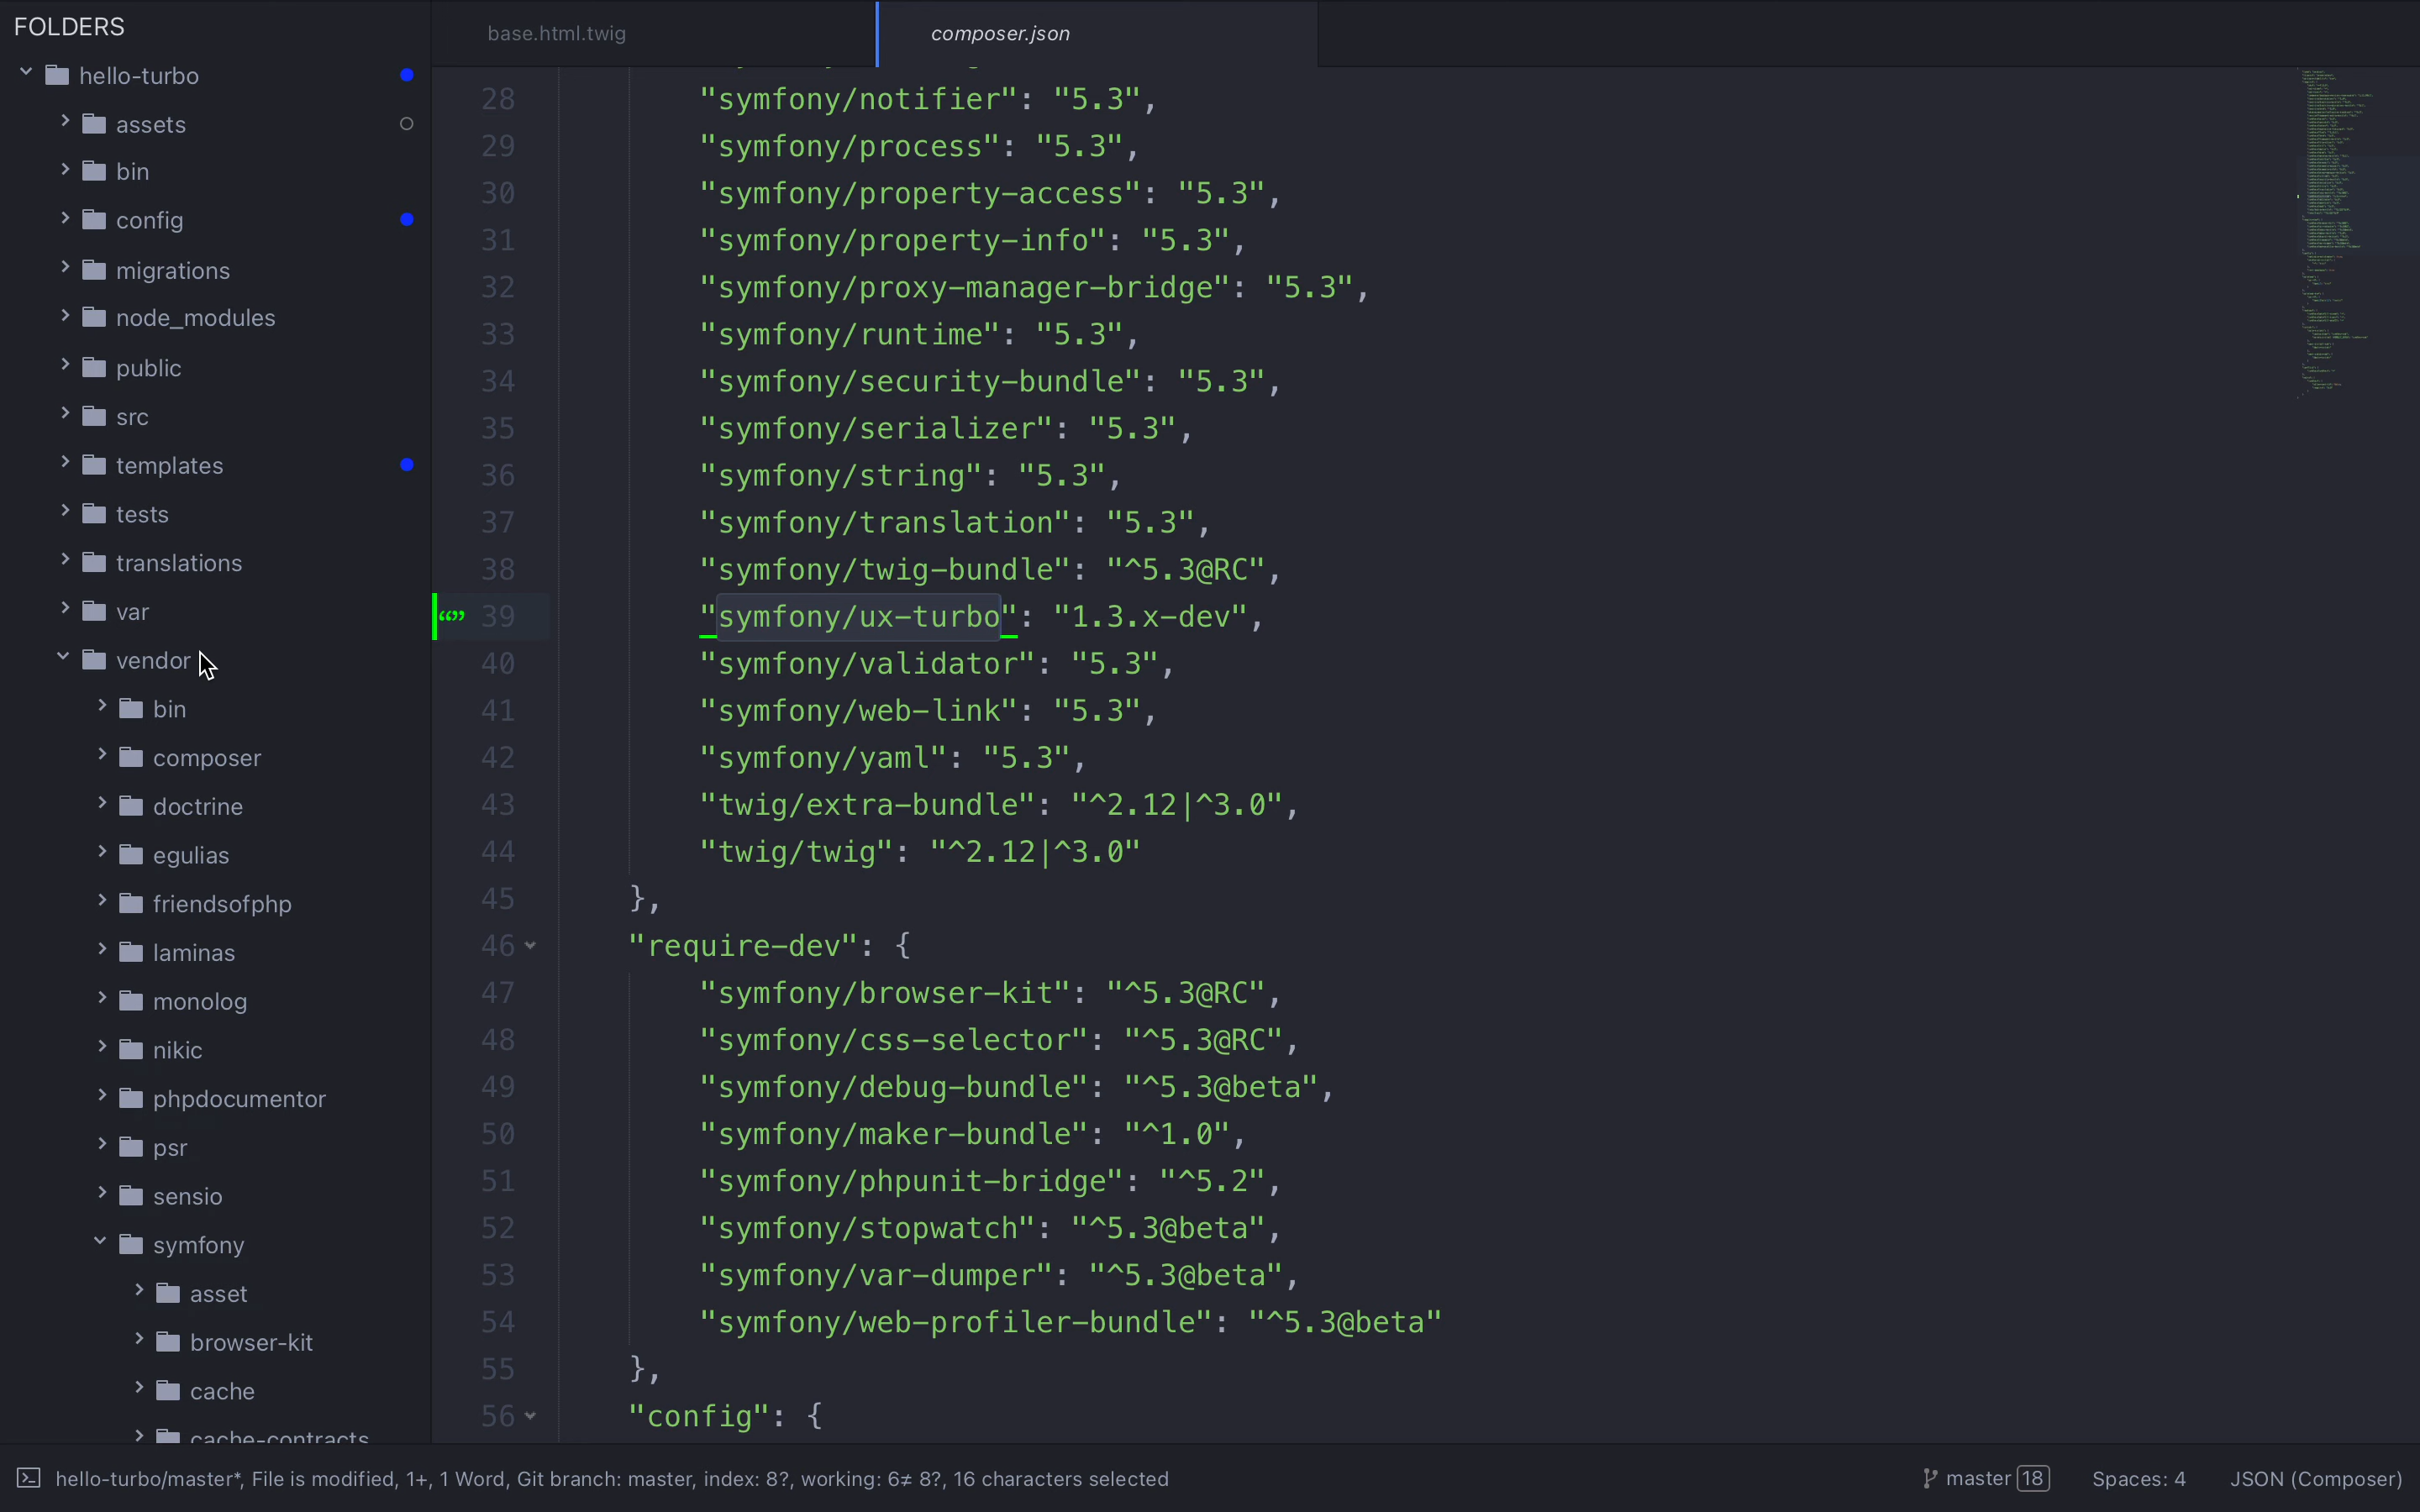 FOLDERS
hello-turbo
assets
bin
config
migrations
node_modules
public
src
templates
tests
translations
var
vendor
bin
composer
doctrine
egulias
friendsofphp
laminas
monolog
nikic
phpdocumentor
psr
sensio
symfony
asset
browser-kit
cache
cache-contracts
base.html.twig
composer.json
28 "symfony/notifier": "5.3",
29 "symfony/process": "5.3",
30 "symfony/property-access": "5.3",
31 "symfony/property-info": "5.3",
32 "symfony/proxy-manager-bridge": "5.3",
33 "symfony/runtime": "5.3",
34 "symfony/security-bundle": "5.3",
35 "symfony/serializer": "5.3",
36 "symfony/string": "5.3",
37 "symfony/translation": "5.3",
38 "symfony/twig-bundle": "^5.3@RC",
39 "symfony/ux-turbo": "1.3.x-dev",
40 "symfony/validator": "5.3",
41 "symfony/web-link": "5.3",
42 "symfony/yaml": "5.3",
43 "twig/extra-bundle": "^2.12|^3.0",
44 "twig/twig": "^2.12|^3.0"
45 },
46 "require-dev": {
47 "symfony/browser-kit": "^5.3@RC",
48 "symfony/css-selector": "^5.3@RC",
49 "symfony/debug-bundle": "^5.3@beta",
50 "symfony/maker-bundle": "^1.0",
51 "symfony/phpunit-bridge": "^5.2",
52 "symfony/stopwatch": "^5.3@beta",
53 "symfony/var-dumper": "^5.3@beta",
54 "symfony/web-profiler-bundle": "^5.3@beta"
55 },
56 "config": {
hello-turbo/master*, File is modified, 1+, 1 Word, Git branch: master, index: 8?, working: 6≠ 8?, 16 characters selected
master 18
Spaces: 4
JSON (Composer)